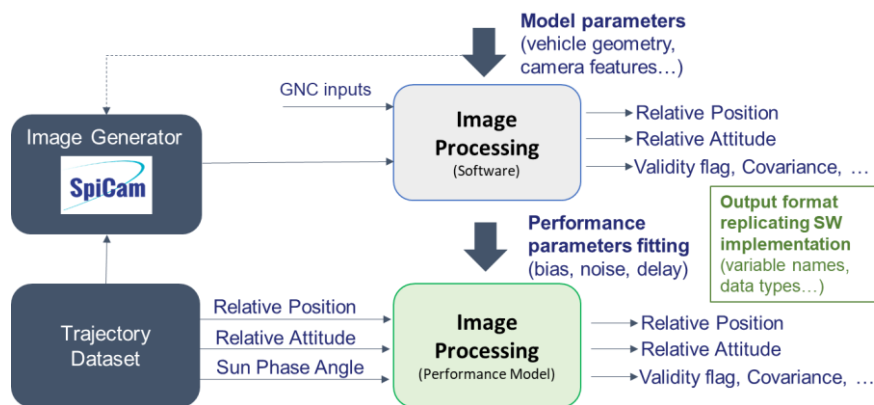 Model parameters
(vehicle geometry,
camera features…)
GNC inputs
Image Generator
SpiCam
Image
Processing
(Software)
Relative Position
Relative Attitude
Validity flag, Covariance, …
Performance
parameters fitting
(bias, noise, delay)
Output format
replicating SW
implementation
(variable names,
data types…)
Trajectory
Dataset
Relative Position
Relative Attitude
Sun Phase Angle
Image
Processing
(Performance Model)
Relative Position
Relative Attitude
Validity flag, Covariance, …